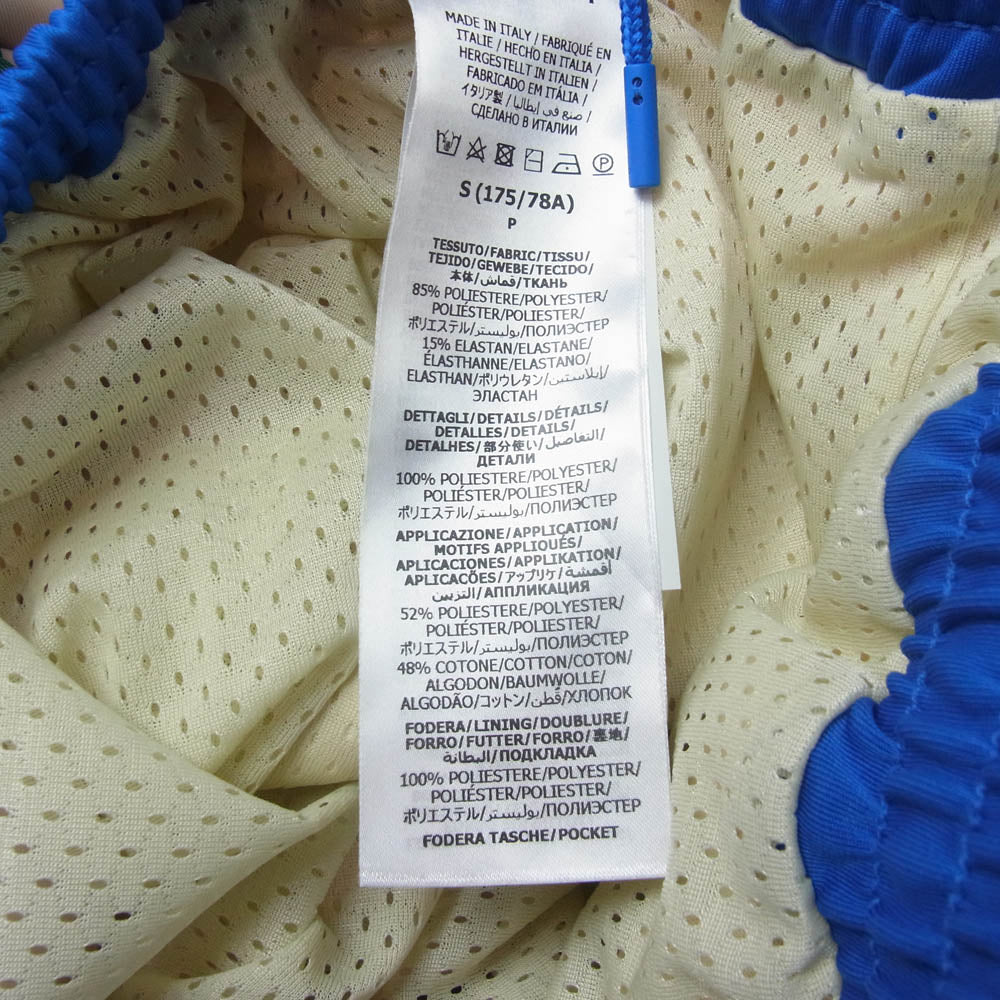 MADE IN ITALY / FABRIQUÉ EN
ITALIE / HECHO EN ITALIA /
HERGESTELLT IN ITALIEN /
FABRICADO EM ITÁLIA /
イタリア製 / صنع في إيطاليا /
СДЕЛАНО В ИТАЛИИ
P
S (175/78A)
P
TESSUTO/FABRIC/TISSU/
TEJIDO/GEWEBE/TECIDO/
本体/قماش/ТКАНЬ
85% POLIESTERE/POLYESTER/
POLIÉSTER/POLIESTER/
ポリエステル/بوليستر/ПОЛИЭСТЕР
15% ELASTAN/ELASTANE/
ÉLASTHANNE/ELASTANO/
ELASTHAN/ポリウレタン/إيلاستين/
ЭЛАСТАН
DETTAGLI/DETAILS/DÉTAILS/
DETALLES/DETAILS/
DETALHES/部分使い/التفاصيل/
ДЕТАЛИ
100% POLIESTERE/POLYESTER/
POLIÉSTER/POLIESTER/
ポリエステル/بوليستر/ПОЛИЭСТЕР
APPLICAZIONE/APPLICATION/
MOTIFS APPLIQUÉS/
APLICACIONES/APPLIKATION/
APLICAÇÕES/アップリケ/أقمشة
التزيين/АППЛИКАЦИЯ
52% POLIESTERE/POLYESTER/
POLIÉSTER/POLIESTER/
ポリエステル/بوليستر/ПОЛИЭСТЕР
48% COTONE/COTTON/COTON/
ALGODON/BAUMWOLLE/
ALGODÃO/コットン/قطن/ХЛОПОК
FODERA/LINING/DOUBLURE/
FORRO/FUTTER/FORRO/裏地/
البطانة/ПОДКЛАДКА
100% POLIESTERE/POLYESTER/
POLIÉSTER/POLIESTER/
ポリエステル/بوليستر/ПОЛИЭСТЕР
FODERA TASCHE/POCKET